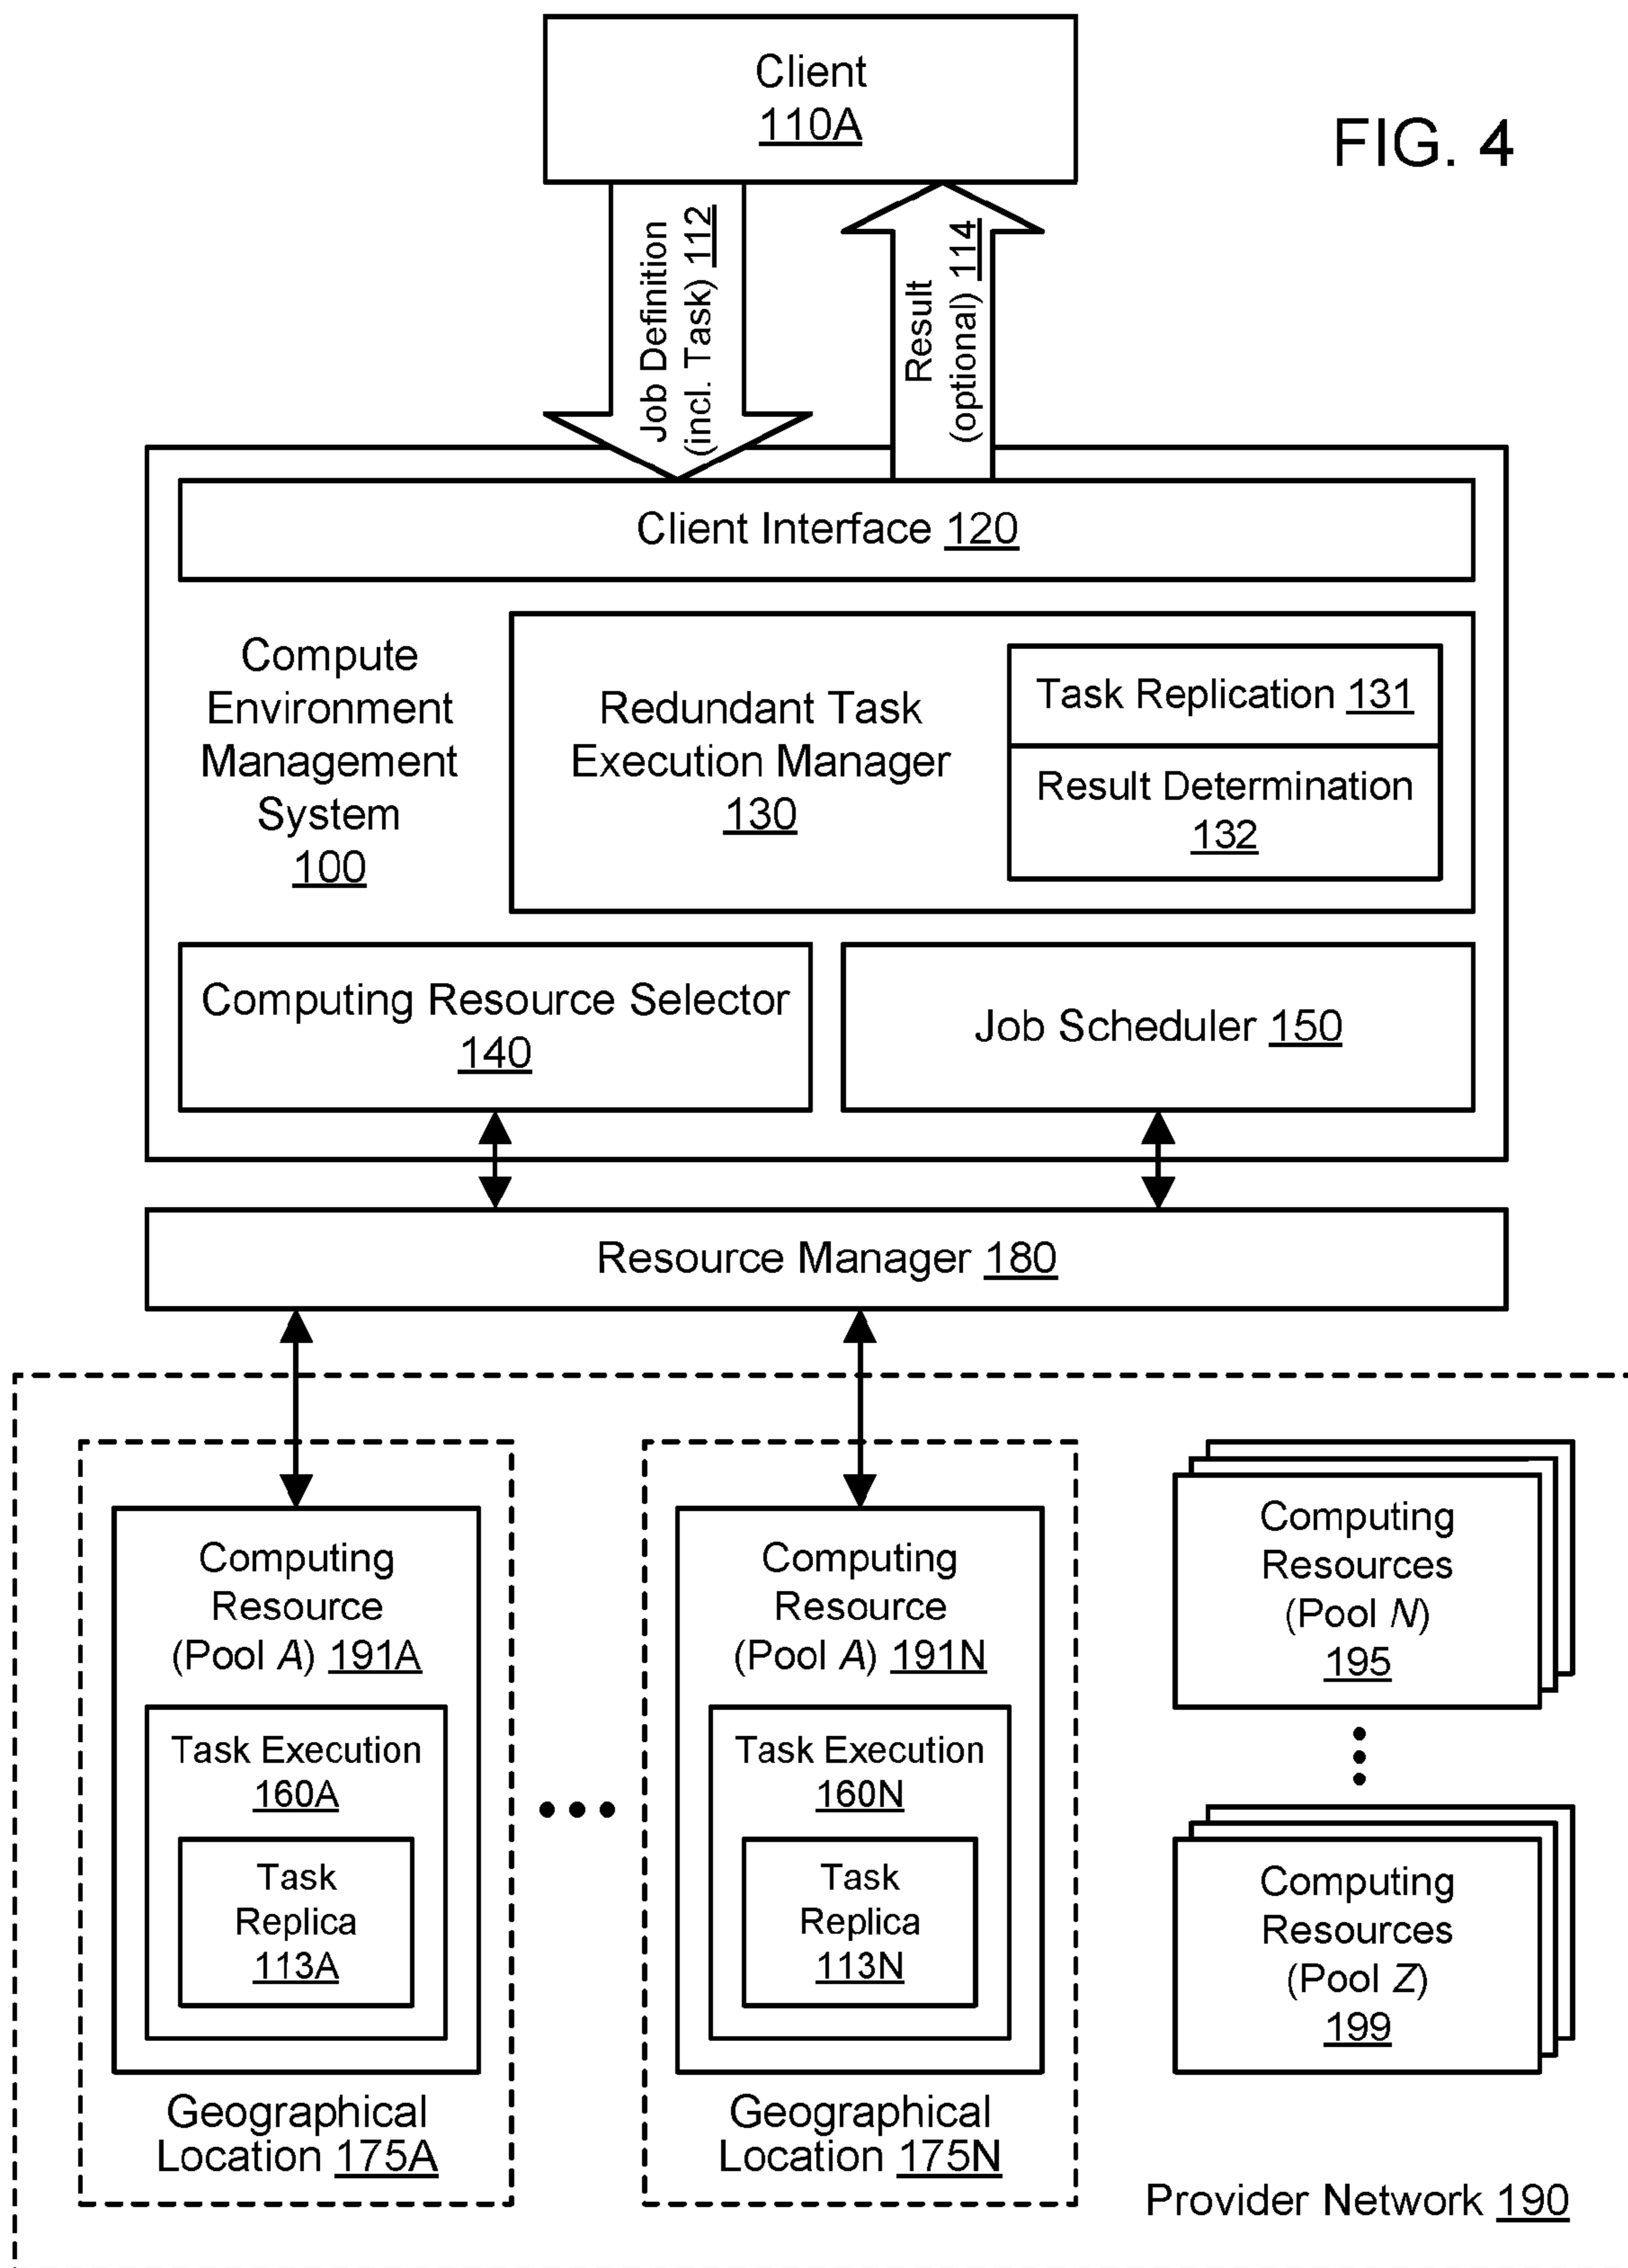 Client
110A
FIG. 4
Job Definition
(incl. Task) 112
Result
(optional) 114
Client Interface 120
Compute
Environment
Management
System
100
Redundant Task
Execution Manager
130
Task Replication 131
Result Determination
132
Computing Resource Selector
140
Job Scheduler 150
Resource Manager 180
Computing
Resource
(Pool A) 191A
Task Execution
160A
Task
Replica
113A
Geographical
Location 175A
Computing
Resource
(Pool A) 191N
Task Execution
160N
Task
Replica
113N
Geographical
Location 175N
Computing
Resources
(Pool N)
195
Computing
Resources
(Pool Z)
199
Provider Network 190